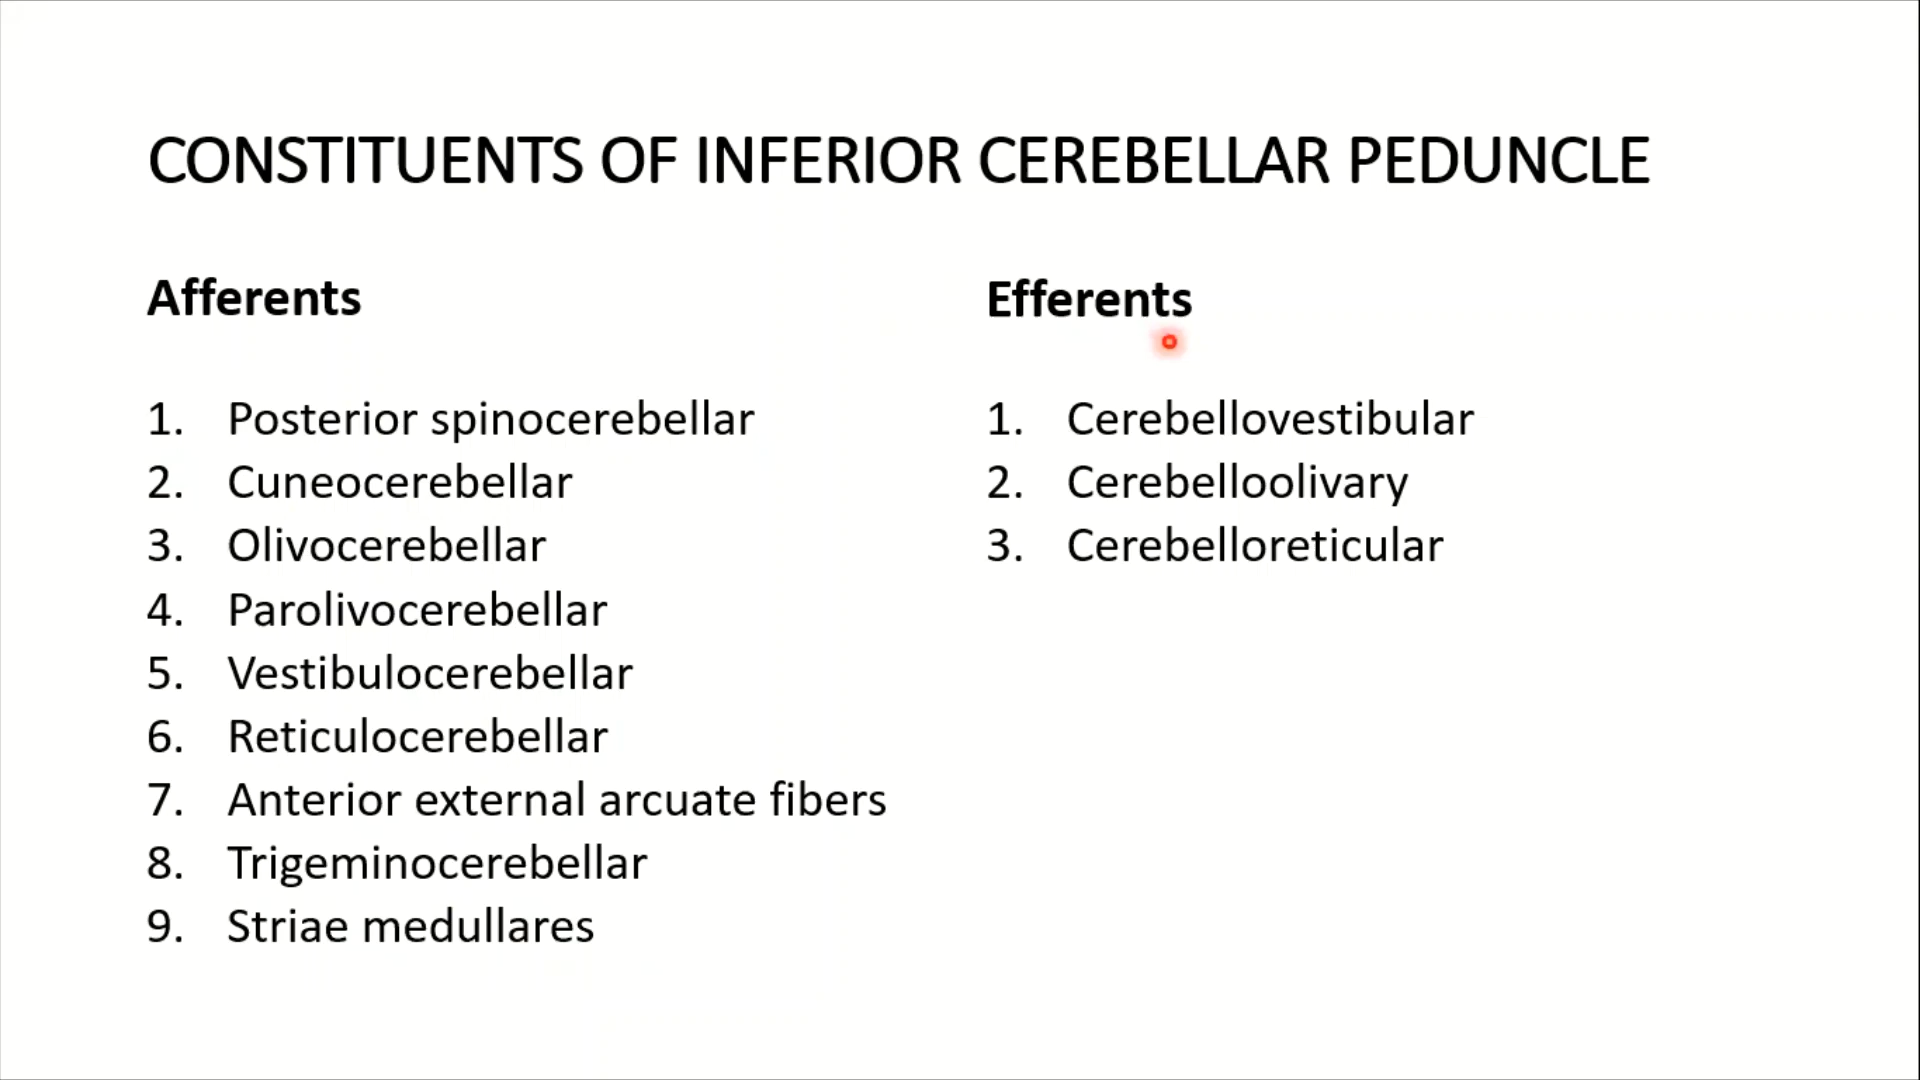 CONSTITUENTS OF INFERIOR CEREBELLAR PEDUNCLE
Afferents
1. Posterior spinocerebellar
2. Cuneocerebellar
3. Olivocerebellar
4. Parolivocerebellar
5. Vestibulocerebellar
6. Reticulocerebellar
7. Anterior external arcuate fibers
8. Trigeminocerebellar
9. Striae medullares
Efferents
1. Cerebellovestibular
2. Cerebelloolivary
3. Cerebelloreticular